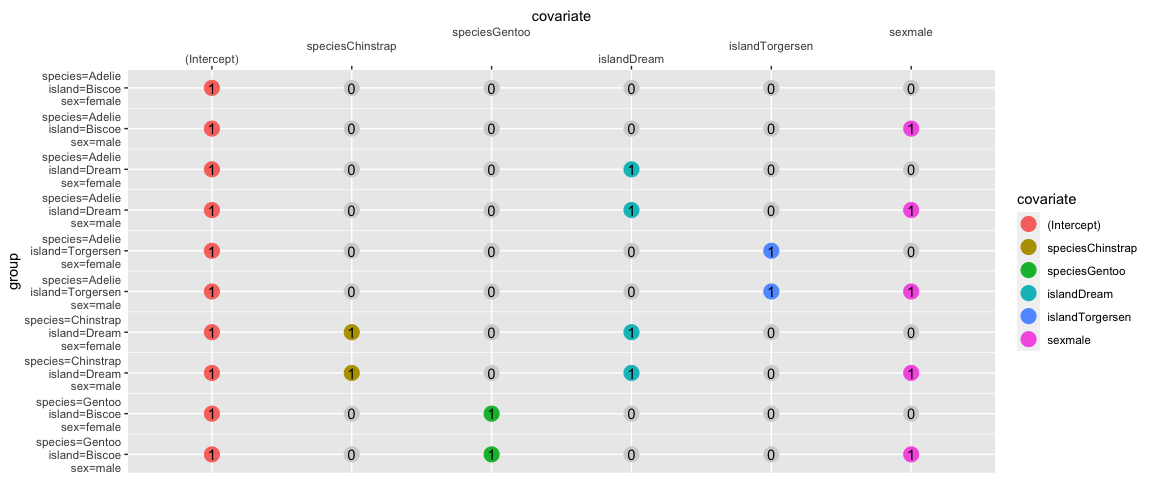 covariate
speciesGentoo
sexmale
speciesChinstrap
islandTorgersen
(Intercept)
islandDream
group
species=Adelie
island=Biscoe
sex=female
1 0 0 0 0 0
species=Adelie
island=Biscoe
sex=male
1 0 0 0 0 1
species=Adelie
island=Dream
sex=female
1 0 0 1 0 0
species=Adelie
island=Dream
sex=male
1 0 0 1 0 1
species=Adelie
island=Torgersen
sex=female
1 0 0 0 1 0
species=Adelie
island=Torgersen
sex=male
1 0 0 0 1 1
species=Chinstrap
island=Dream
sex=female
1 1 0 1 0 0
species=Chinstrap
island=Dream
sex=male
1 1 0 1 0 1
species=Gentoo
island=Biscoe
sex=female
1 0 1 0 0 0
species=Gentoo
island=Biscoe
sex=male
1 0 1 0 0 1
covariate
(Intercept)
speciesChinstrap
speciesGentoo
islandDream
islandTorgersen
sexmale